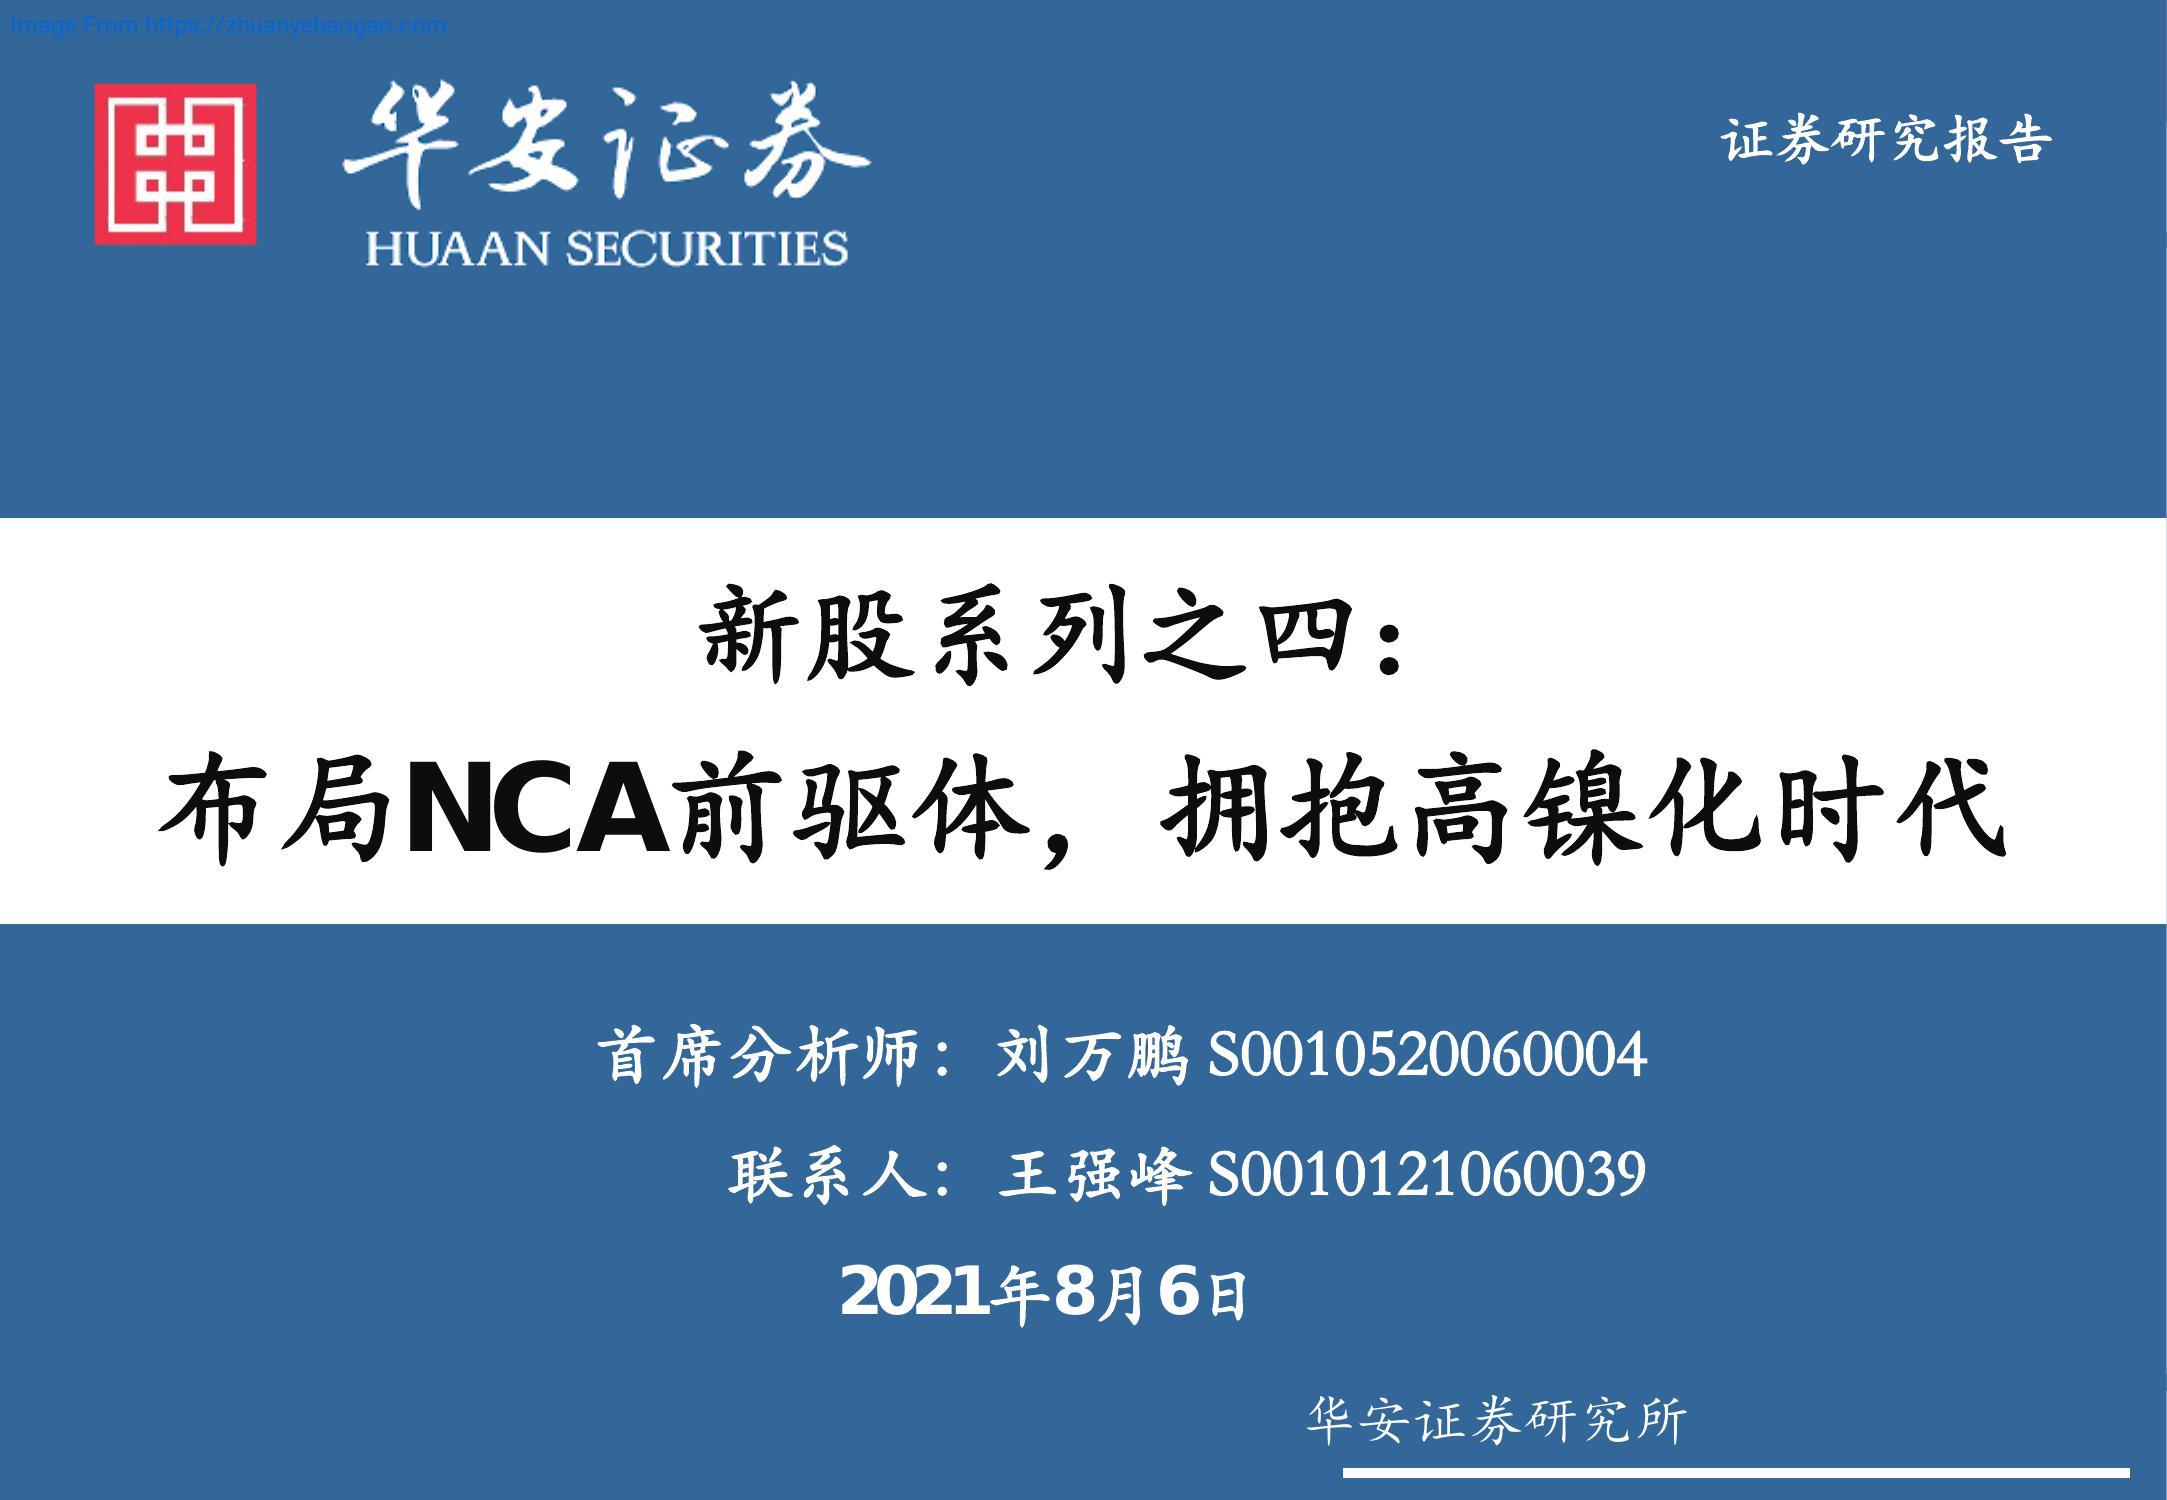 Image From https://zhuanyebaogao.com
华安证券
HUAAN SECURITIES
证券研究报告
新股系列之四：
布局NCA前驱体，拥抱高镍化时代
首席分析师：刘万鹏 S0010520060004
联系人：王强峰 S0010121060039
2021年8月6日
华安证券研究所